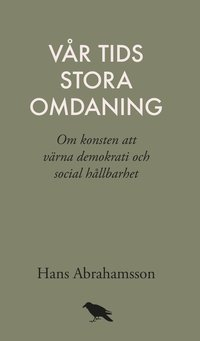 VÅR TIDS
STORA
OMDANING
Om konsten att
värna demokrati och
social hållbarhet
Hans Abrahamsson